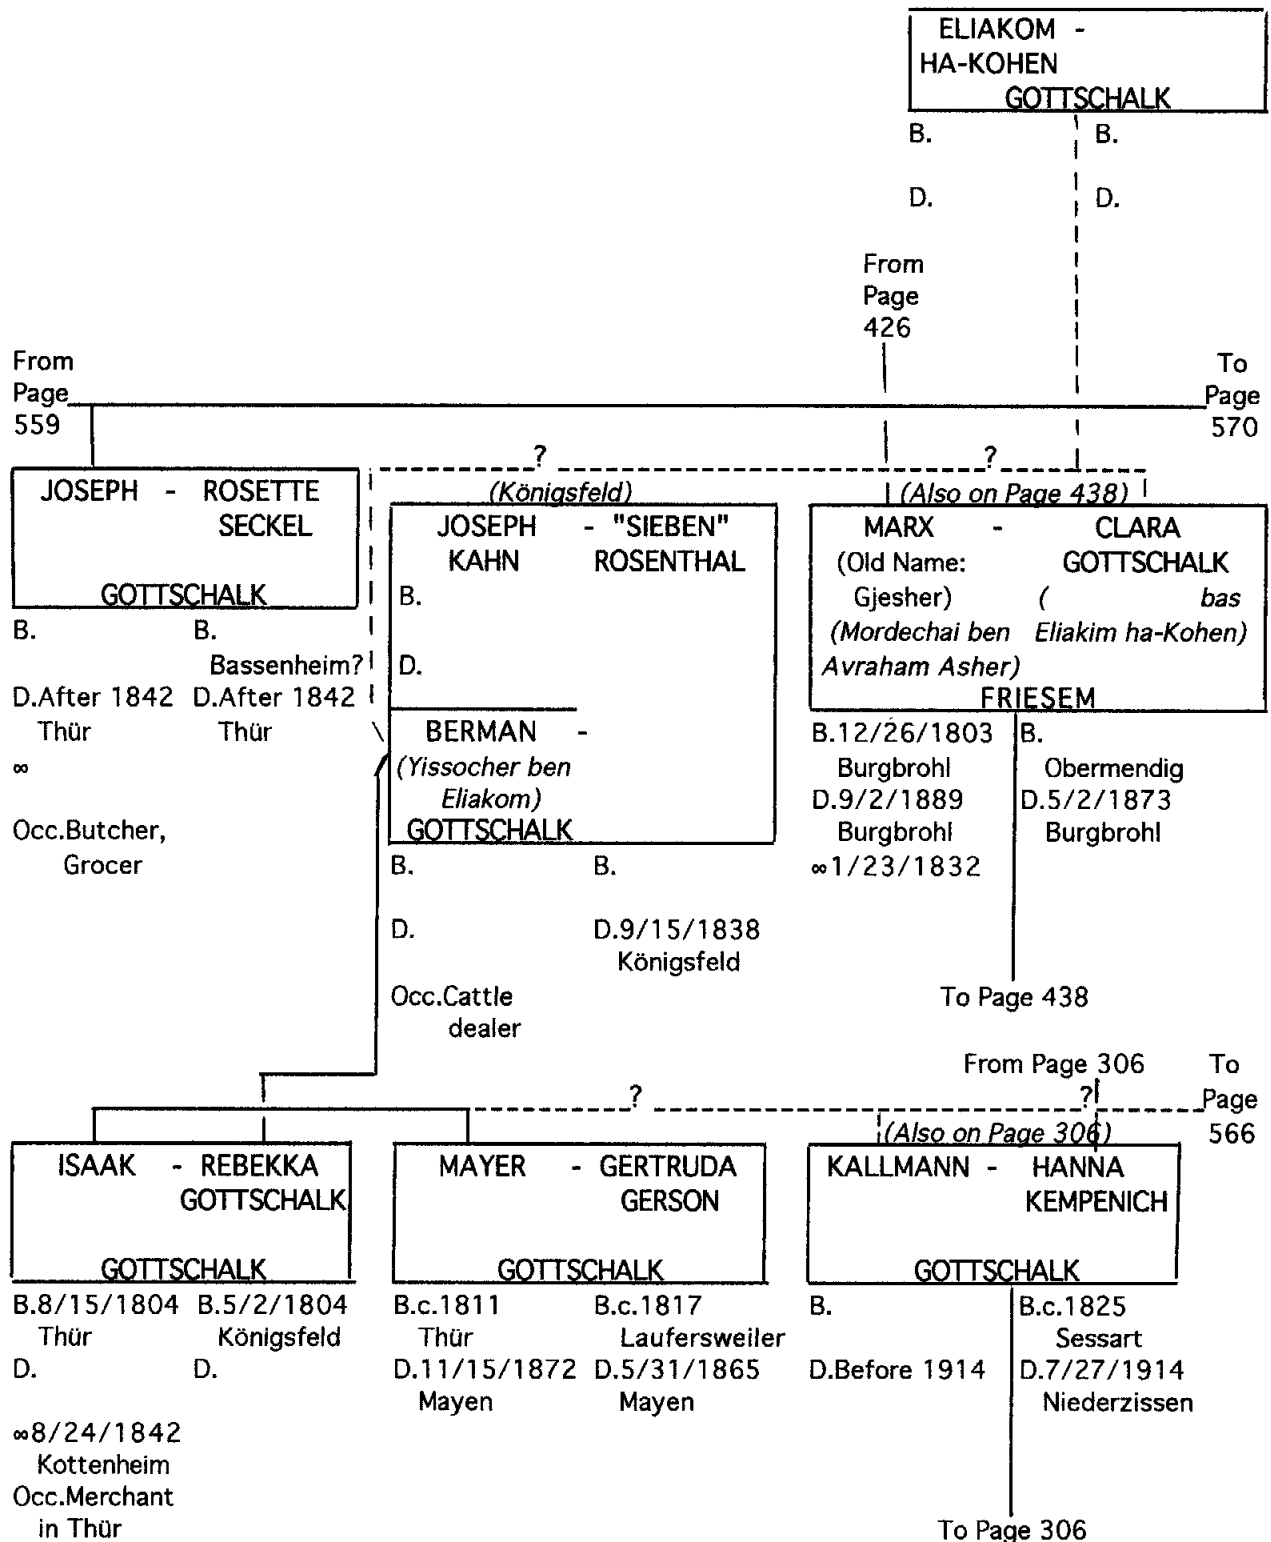 ELIAKOM -
HA-KOHEN
GOTTSCHALK
B. B.
D. D.
From
Page
426
From
Page
559
To
Page
570
? ?
JOSEPH - ROSETTE
SECKEL
GOTTSCHALK
B. B.
Bassenheim?
D.After 1842 D.After 1842
Thür Thür
∞
Occ.Butcher,
Grocer
(Königsfeld)
JOSEPH - "SIEBEN"
KAHN ROSENTHAL
B.
D.
BERMAN -
(Yissocher ben
Eliakom)
GOTTSCHALK
B. B.
D. D.9/15/1838
Königsfeld
Occ.Cattle
dealer
(Also on Page 438)
MARX - CLARA
(Old Name: GOTTSCHALK
Gjesher) ( bas
(Mordechai ben Eliakim ha-Kohen)
Avraham Asher)
FRIESEM
B.12/26/1803 B.
Burgbrohl Obermendig
D.9/2/1889 D.5/2/1873
Burgbrohl Burgbrohl
∞1/23/1832
To Page 438
From Page 306
To
Page
566
? ?
ISAAK - REBEKKA
GOTTSCHALK
GOTTSCHALK
B.8/15/1804 B.5/2/1804
Thür Königsfeld
D. D.
∞8/24/1842
Kottenheim
Occ.Merchant
in Thür
MAYER - GERTRUDA
GERSON
GOTTSCHALK
B.c.1811 B.c.1817
Thür Laufersweiler
D.11/15/1872 D.5/31/1865
Mayen Mayen
(Also on Page 306)
KALLMANN - HANNA
KEMPENICH
GOTTSCHALK
B. B.c.1825
Sessart
D.Before 1914 D.7/27/1914
Niederzissen
To Page 306